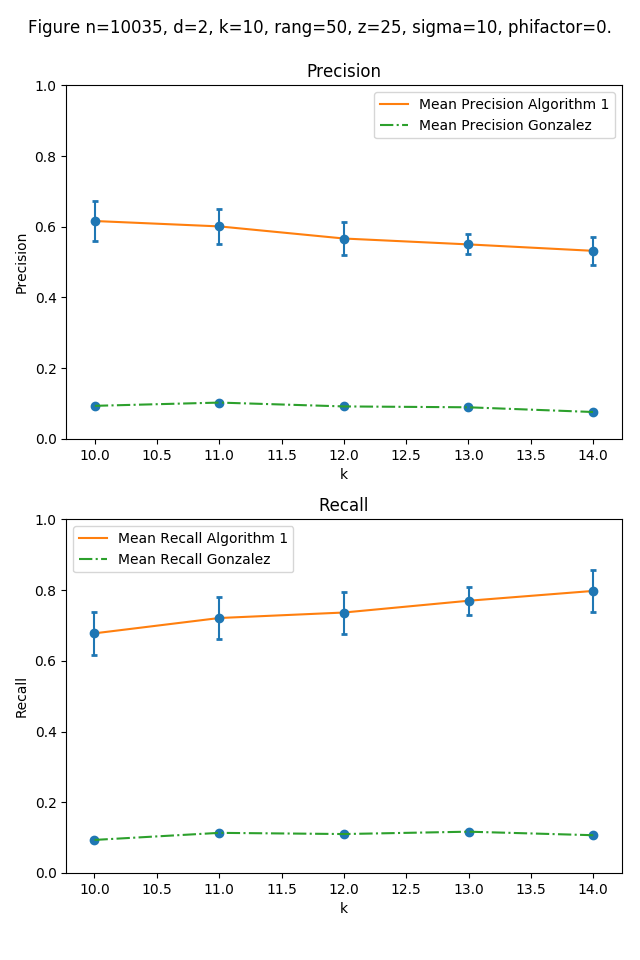 Figure n=10035, d=2, k=10, rang=50, z=25, sigma=10, phifactor=0.
Precision
Mean Precision Algorithm 1
Mean Precision Gonzalez
1.0
0.8
0.6
0.4
0.2
0.0
Precision
10.0 10.5 11.0 11.5 12.0 12.5 13.0 13.5 14.0
k
Recall
Mean Recall Algorithm 1
Mean Recall Gonzalez
1.0
0.8
0.6
0.4
0.2
0.0
Recall
10.0 10.5 11.0 11.5 12.0 12.5 13.0 13.5 14.0
k